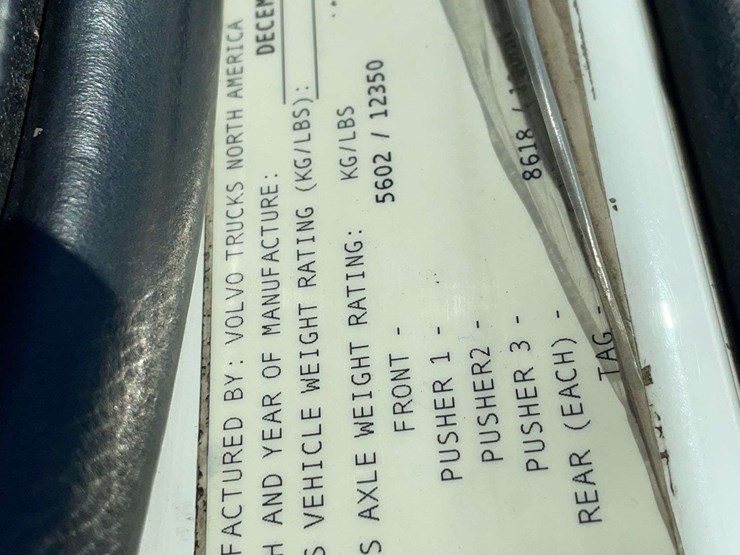 FACTURED BY: VOLVO TRUCKS NORTH AMERICA
H AND YEAR OF MANUFACTURE: DECEM
S VEHICLE WEIGHT RATING (KG/LBS):
S AXLE WEIGHT RATING: KG/LBS
FRONT - 5602 / 12350
PUSHER 1 -
PUSHER2 -
PUSHER 3 -
REAR (EACH) - 8618 /
TAG -